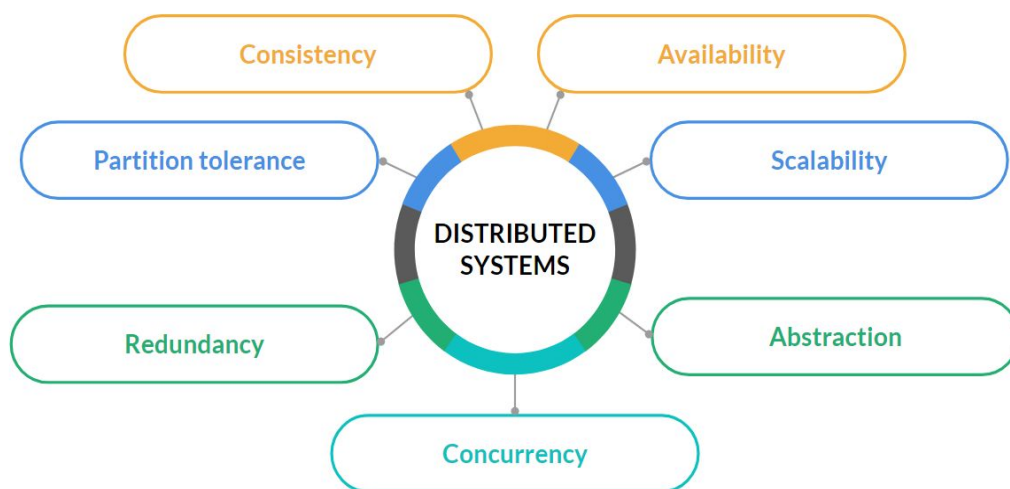 Consistency
Availability
Partition tolerance
Scalability
DISTRIBUTED
SYSTEMS
Redundancy
Abstraction
Concurrency